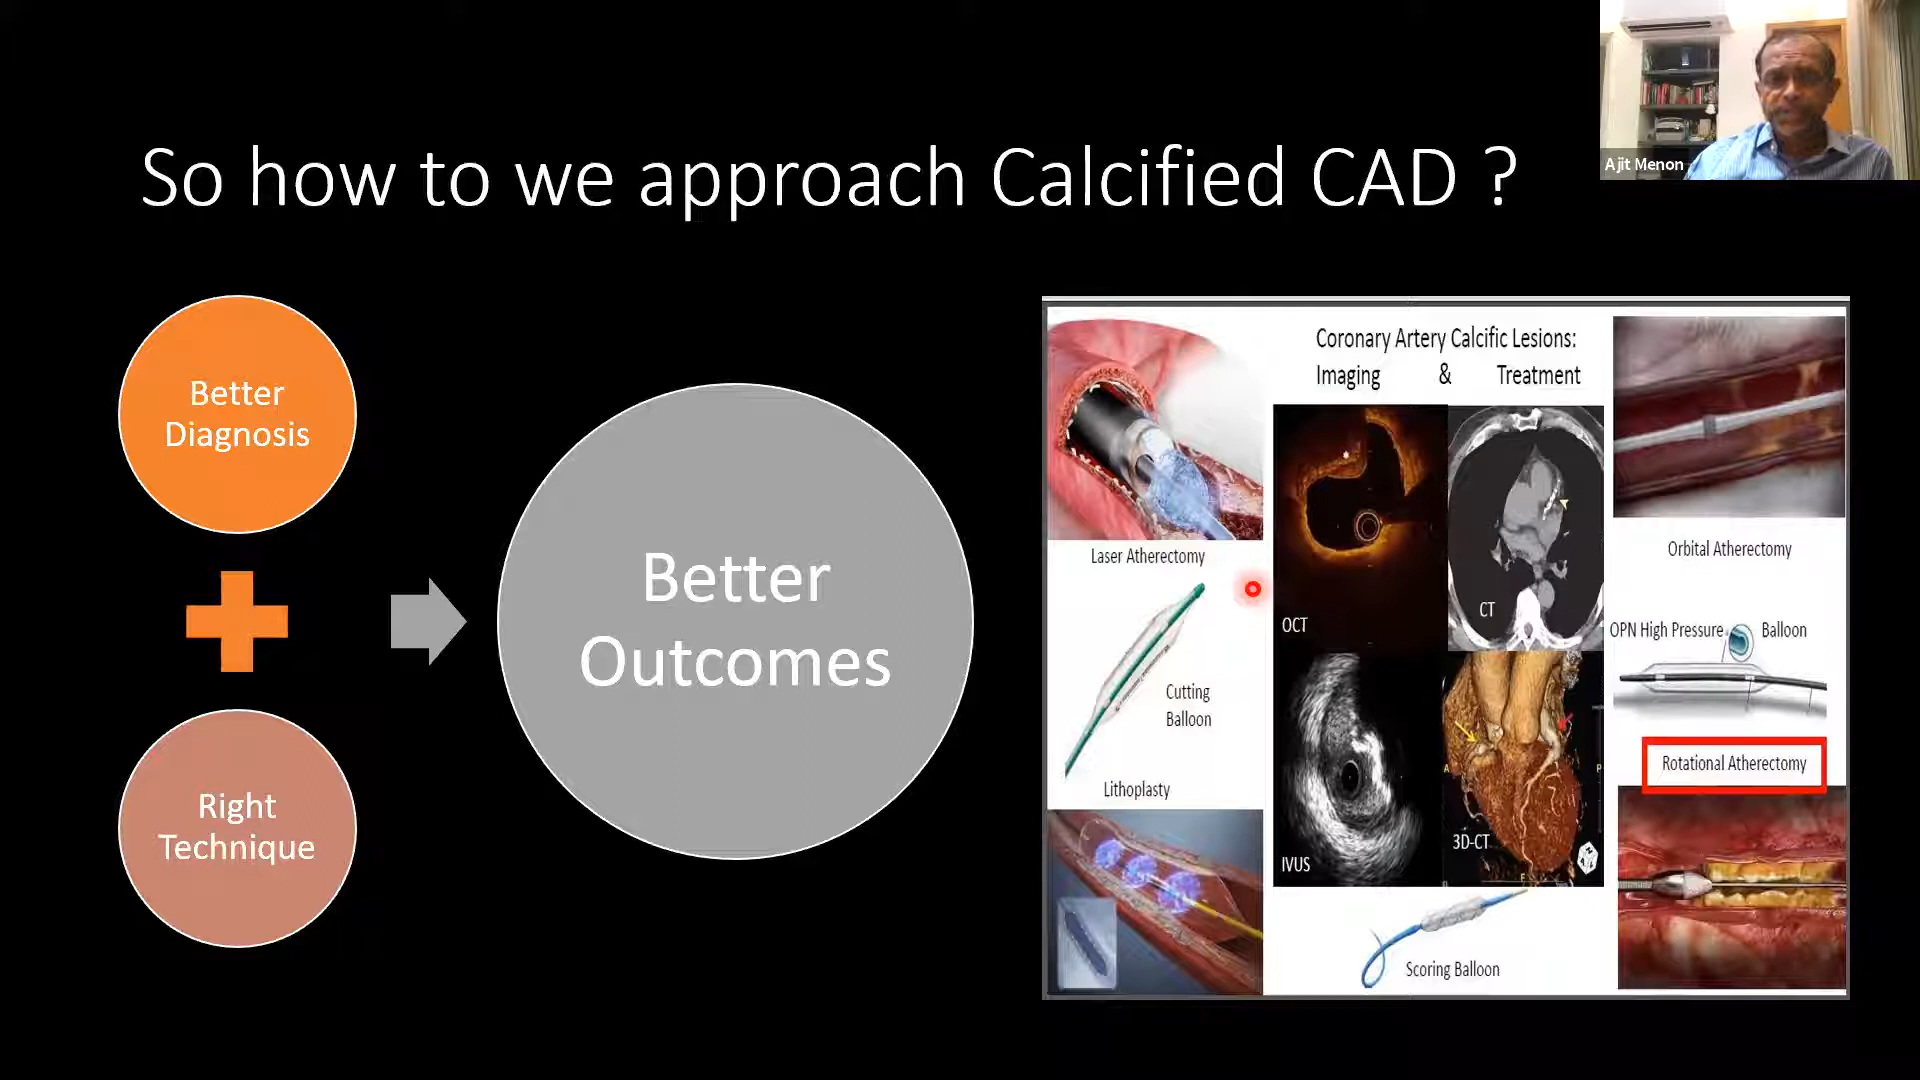 So how to we approach Calcified CAD ?
Ajit Menon
Better
Diagnosis
Right
Technique
Better
Outcomes
Coronary Artery Calcific Lesions:
Imaging & Treatment
Laser Atherectomy
Cutting
Balloon
Lithoplasty
OCT
CT
IVUS
3D-CT
Scoring Balloon
Orbital Atherectomy
OPN High Pressure Balloon
Rotational Atherectomy